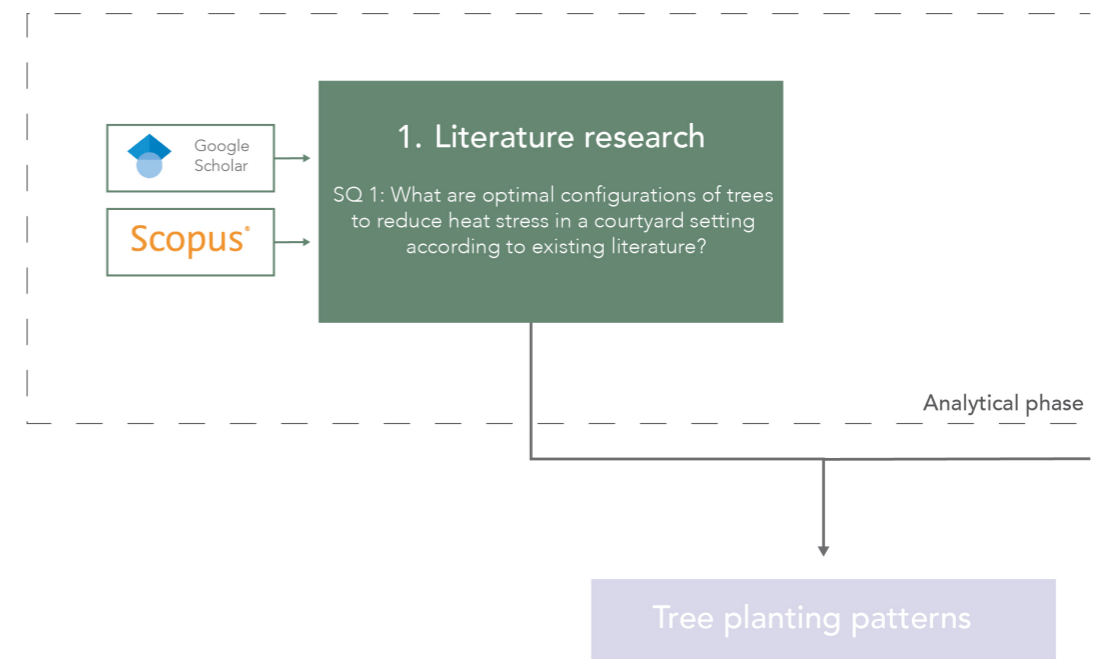 1. Literature research
Google
Scholar
SQ 1: What are optimal configurations of trees
to reduce heat stress in a courtyard setting
according to existing literature?
Scopus®
Analytical phase
Tree planting patterns